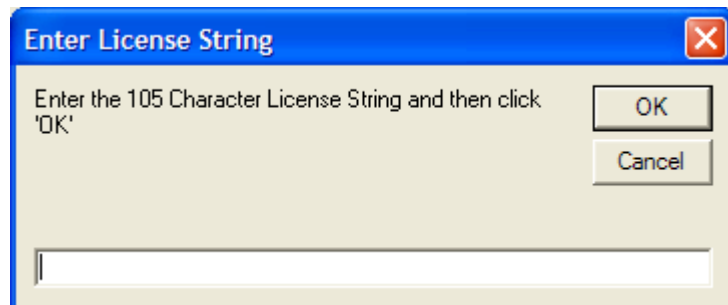 Enter License String
Enter the 105 Character License String and then click
'OK'
OK
Cancel